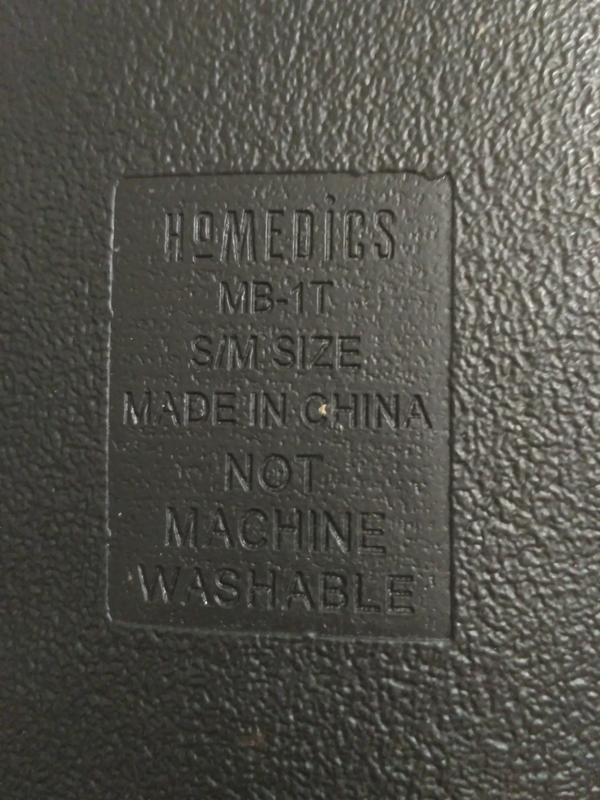 HOMEDICS
MB-1T
S/M SIZE
MADE IN CHINA
NOT
MACHINE
WASHABLE